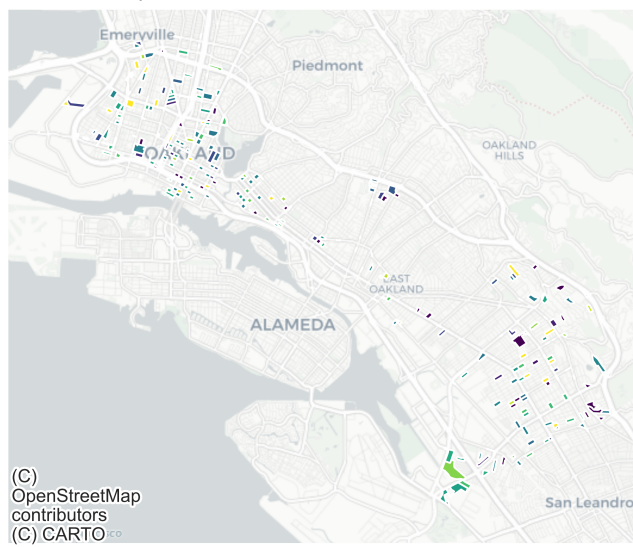 Emeryville
Piedmont
OAKLAND
HILLS
OAKLAND
EAST
OAKLAND
ALAMEDA
(C)
OpenStreetMap
contributors
(C) CARTO
San Leandro